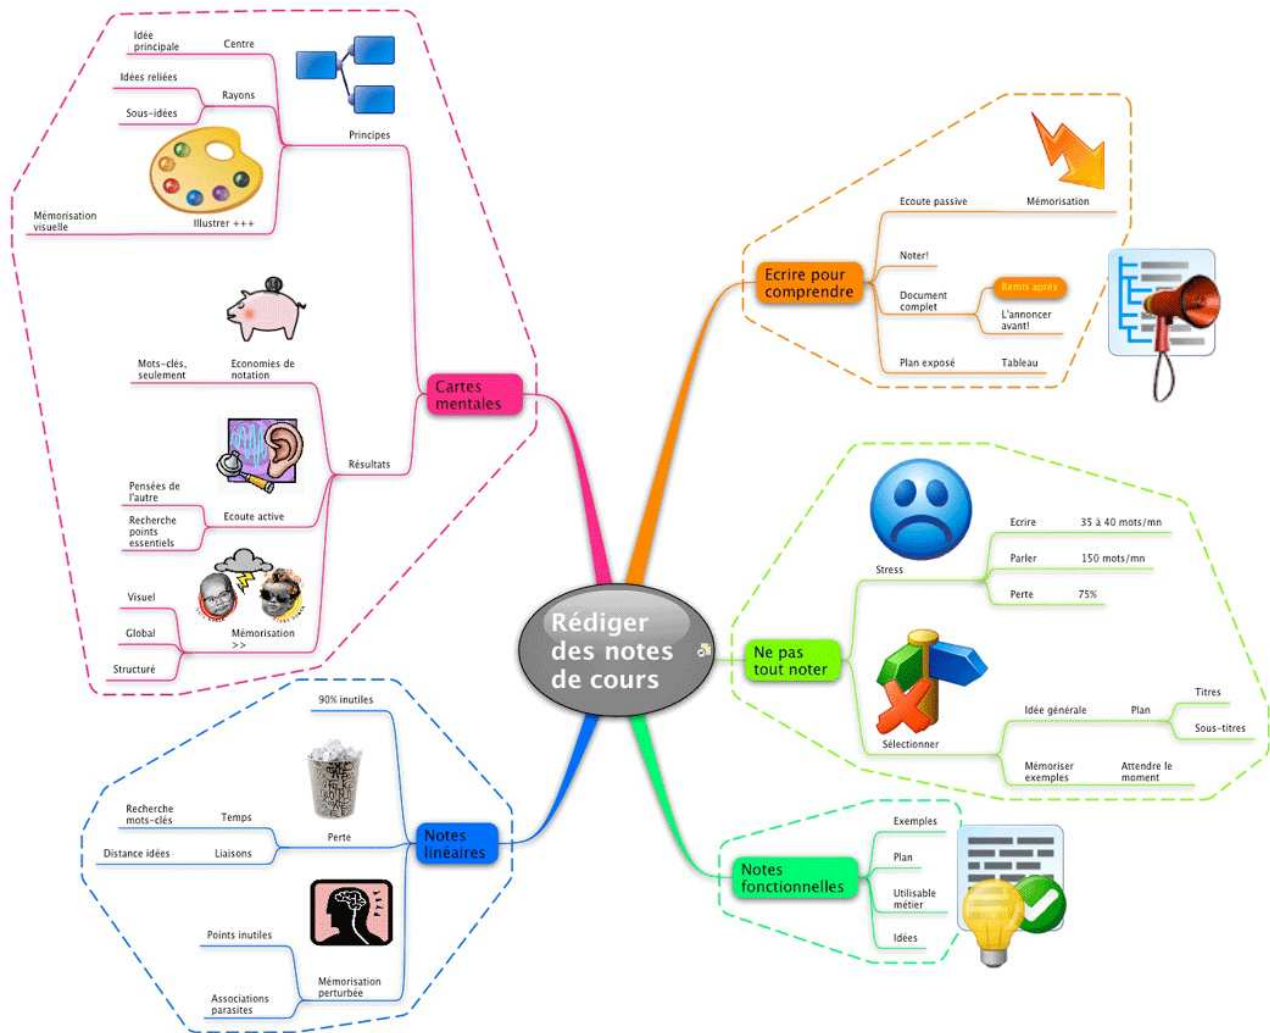 Rédiger
des notes
de cours
Ecrire pour
comprendre
Ecoute passive
Mémorisation
Noter!
Document
complet
Remis après
L'annoncer
avant!
Plan exposé
Tableau
Ne pas
tout noter
Stress
Ecrire
35 à 40 mots/mn
Parler
150 mots/mn
Perte
75%
Sélectionner
Idée générale
Plan
Titres
Sous-titres
Mémoriser
exemples
Attendre le
moment
Notes
fonctionnelles
Exemples
Plan
Utilisable
métier
Idées
Notes
linéaires
90% inutiles
Perte
Temps
Recherche
mots-clés
Liaisons
Distance idées
Mémorisation
perturbée
Points inutiles
Associations
parasites
Cartes
mentales
Principes
Centre
Idée
principale
Rayons
Idées reliées
Sous-idées
Illustrer +++
Mémorisation
visuelle
Résultats
Economies de
notation
Mots-clés,
seulement
Ecoute active
Pensées de
l'autre
Recherche
points
essentiels
Mémorisation
>>
Visuel
Global
Structuré